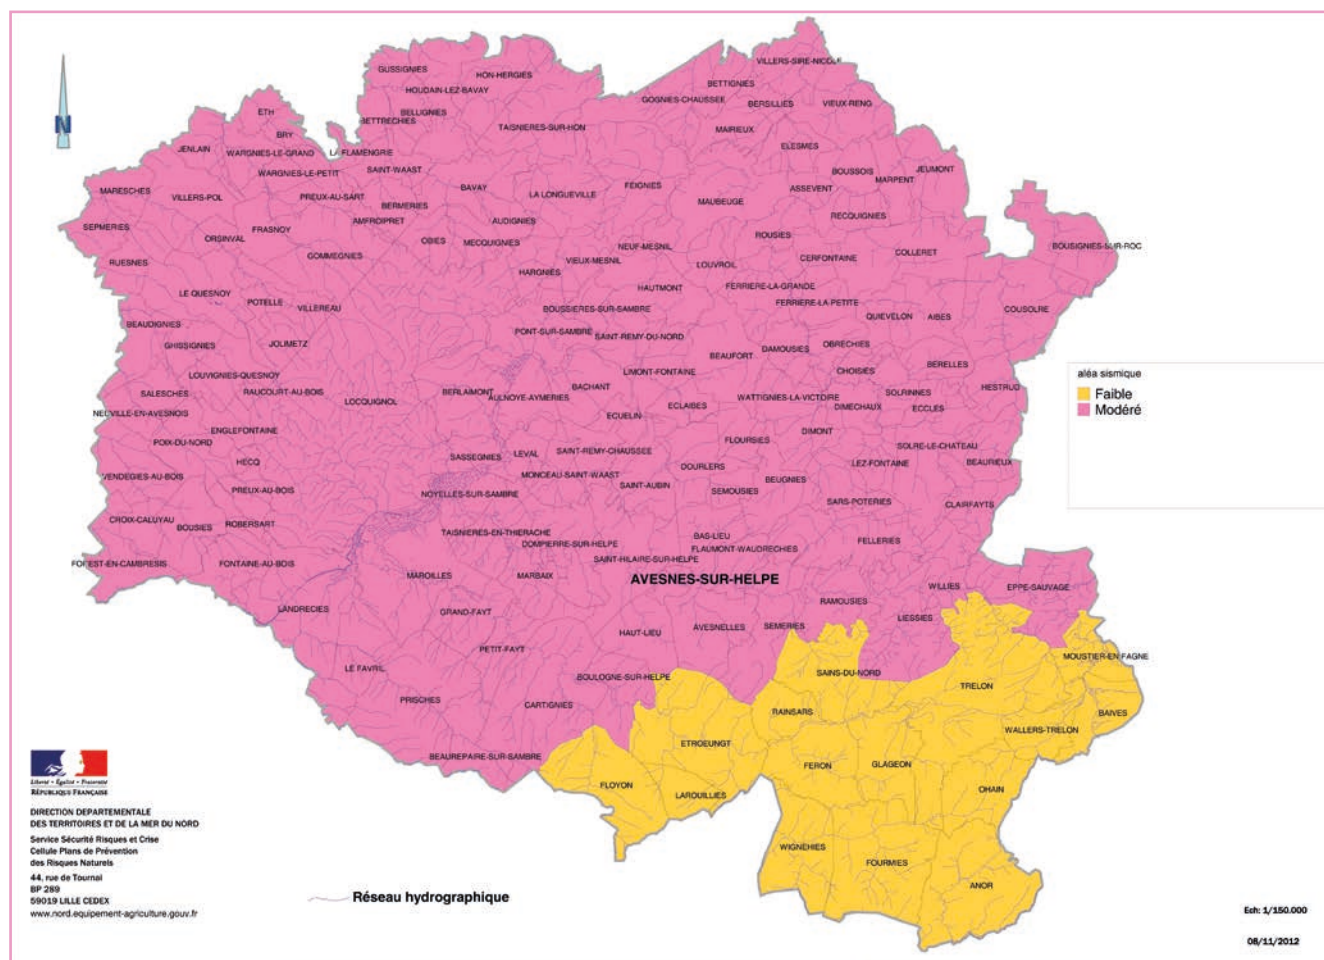 VILLERS-SIRE-NICOLE
GUSSIGNIES
HON-HERGIES
BETTIGNIES
HOUDAIN-LEZ-BAVAY
GOGNIES-CHAUSSEE
BERSILLIES
VIEUX-RENG
ETH
BELLIGNIES
BETTRECHIES
TAISNIERES-SUR-HON
MAIRIEUX
BRY
ELESMES
JENLAIN
WARGNIES-LE-GRAND
LA FLAMENGRIE
WARGNIES-LE-PETIT
SAINT-WAAST
BOUSSOIS
MARPENT
JEUMONT
MARESCHES
VILLERS-POL
PREUX-AU-SART
BAVAY
LA LONGUEVILLE
FEIGNIES
ASSEVENT
BERMERIES
MAUBEUGE
AMFROIPRET
AUDIGNIES
RECQUIGNIES
SEPMERIES
FRASNOY
ORSINVAL
OBIES
MECQUIGNIES
NEUF-MESNIL
ROUSIES
BOUSIGNIES-SUR-ROC
RUESNES
GOMMEGNIES
VIEUX-MESNIL
LOUVROIL
CERFONTAINE
COLLERET
HARGNIES
HAUTMONT
FERRIERE-LA-GRANDE
LE QUESNOY
POTELLE
VILLEREAU
BOUSSIERES-SUR-SAMBRE
FERRIERE-LA-PETITE
QUIEVELON
AIBES
COUSOLRE
BEAUDIGNIES
PONT-SUR-SAMBRE
SAINT-REMY-DU-NORD
GHISSIGNIES
JOLIMETZ
BEAUFORT
DAMOUSIES
OBRECHIES
LOUVIGNIES-QUESNOY
LIMONT-FONTAINE
CHOISIES
BERELLES
SALESCHES
RAUCOURT-AU-BOIS
LOCQUIGNOL
BERLAIMONT
AULNOYE-AYMERIES
BACHANT
ECLAIBES
WATTIGNIES-LA-VICTOIRE
SOLRINNES
HESTRUD
NEUVILLE-EN-AVESNOIS
ECUELIN
DIMECHAUX
ECCLES
ENGLEFONTAINE
DIMONT
POIX-DU-NORD
FLOURSIES
SOLRE-LE-CHATEAU
SASSEGNIES
LEVAL
SAINT-REMY-CHAUSSEE
HECQ
DOURLERS
LEZ-FONTAINE
BEAURIEUX
VENDEGIES-AU-BOIS
MONCEAU-SAINT-WAAST
SAINT-AUBIN
BEUGNIES
PREUX-AU-BOIS
NOYELLES-SUR-SAMBRE
SEMOUSIES
SARS-POTERIES
CLAIRFAYTS
CROIX-CALUYAU
BOUSIES
ROBERSART
TAISNIERES-EN-THIERACHE
BAS-LIEU
DOMPIERRE-SUR-HELPE
FLAUMONT-WAUDRECHIES
FELLERIES
FOREST-EN-CAMBRESIS
FONTAINE-AU-BOIS
SAINT-HILAIRE-SUR-HELPE
MAROILLES
MARBAIX
AVESNES-SUR-HELPE
WILLIES
EPPE-SAUVAGE
LANDRECIES
GRAND-FAYT
RAMOUSIES
LIESSIES
HAUT-LIEU
AVESNELLES
SEMERIES
PETIT-FAYT
MOUSTIER-EN-FAGNE
LE FAVRIL
BOULOGNE-SUR-HELPE
SAINS-DU-NORD
TRELON
PRISCHES
CARTIGNIES
RAINSARS
BAIVES
WALLERS-TRELON
ETROEUNGT
BEAUREPAIRE-SUR-SAMBRE
FERON
GLAGEON
FLOYON
LAROUILLIES
OHAIN
WIGNEHIES
FOURMIES
ANOR
N
aléa sismique
Faible
Modéré
Liberté • Égalité • Fraternité
RÉPUBLIQUE FRANÇAISE
DIRECTION DEPARTEMENTALE
DES TERRITOIRES ET DE LA MER DU NORD
Service Sécurité Risques et Crise
Cellule Plans de Prévention
des Risques Naturels
44, rue de Tournai
BP 289
59019 LILLE CEDEX
www.nord.equipement-agriculture.gouv.fr
Réseau hydrographique
Ech: 1/150.000
08/11/2012